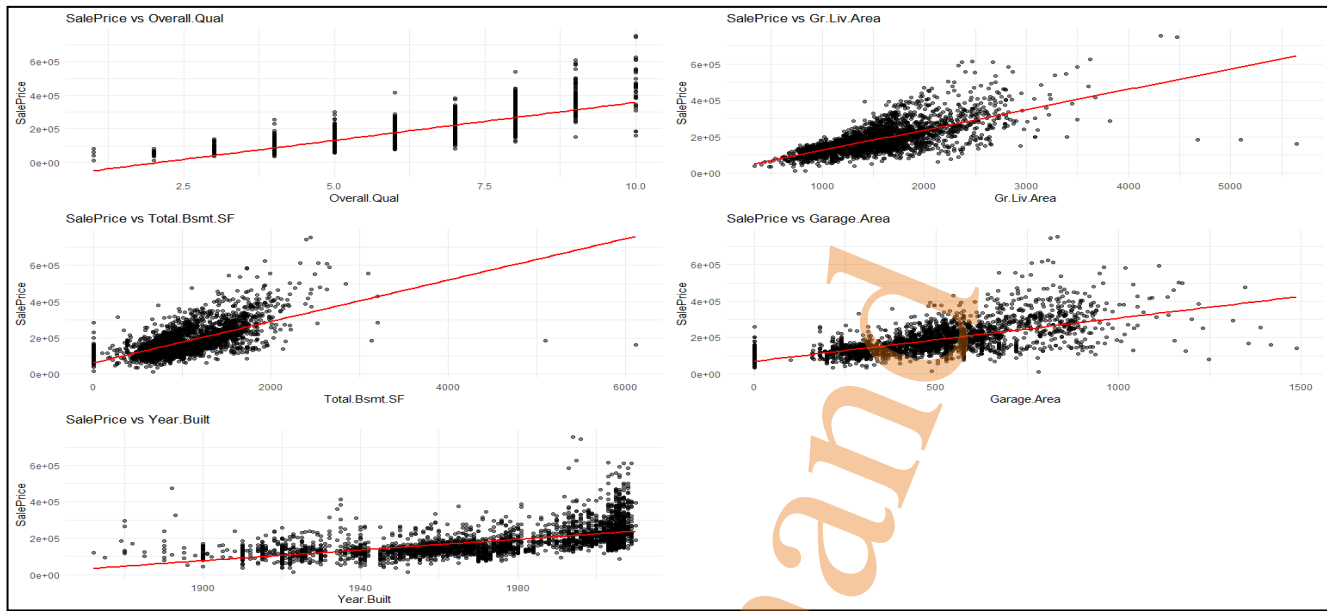 SalePrice vs Overall.Qual
SalePrice
6e+05
4e+05
2e+05
0e+00
2.5
5.0
7.5
10.0
Overall.Qual
SalePrice vs Gr.Liv.Area
SalePrice
6e+05
4e+05
2e+05
0e+00
1000
2000
3000
4000
5000
Gr.Liv.Area
SalePrice vs Total.Bsmt.SF
SalePrice
6e+05
4e+05
2e+05
0e+00
0
2000
4000
6000
Total.Bsmt.SF
SalePrice vs Garage.Area
SalePrice
6e+05
4e+05
2e+05
0e+00
0
500
1000
1500
Garage.Area
SalePrice vs Year.Built
SalePrice
6e+05
4e+05
2e+05
0e+00
1900
1940
1980
Year.Built